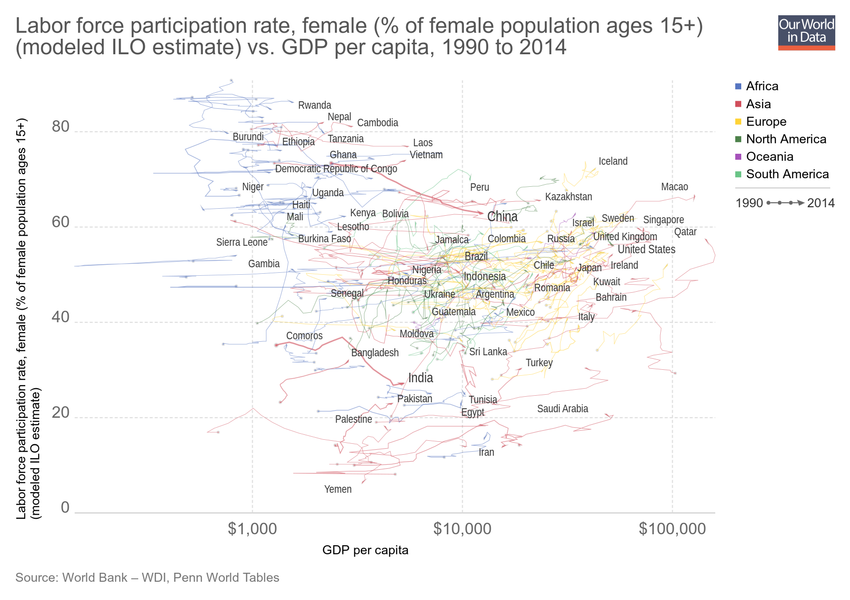 Labor force participation rate, female (% of female population ages 15+)
(modeled ILO estimate) vs. GDP per capita, 1990 to 2014
Our World
in Data
Labor force participation rate, female (% of female population ages 15+)
(modeled ILO estimate)
80
60
40
20
0
Rwanda
Nepal
Cambodia
Burundi
Ethiopia
Tanzania
Laos
Ghana
Vietnam
Democratic Republic of Congo
Iceland
Niger
Uganda
Peru
Macao
Kazakhstan
Haiti
Mali
Kenya
Bolivia
China
Lesotho
Israel
Sweden
Singapore
Sierra Leone
Burkina Faso
Jamaica
Colombia
Russia
United Kingdom
Qatar
Brazil
United States
Gambia
Nigeria
Indonesia
Chile
Japan
Ireland
Honduras
Senegal
Ukraine
Argentina
Romania
Kuwait
Bahrain
Guatemala
Mexico
Italy
Comoros
Moldova
Bangladesh
Sri Lanka
Turkey
India
Pakistan
Tunisia
Palestine
Egypt
Saudi Arabia
Iran
Yemen
$1,000
$10,000
$100,000
GDP per capita
Africa
Asia
Europe
North America
Oceania
South America
1990
2014
Source: World Bank – WDI, Penn World Tables